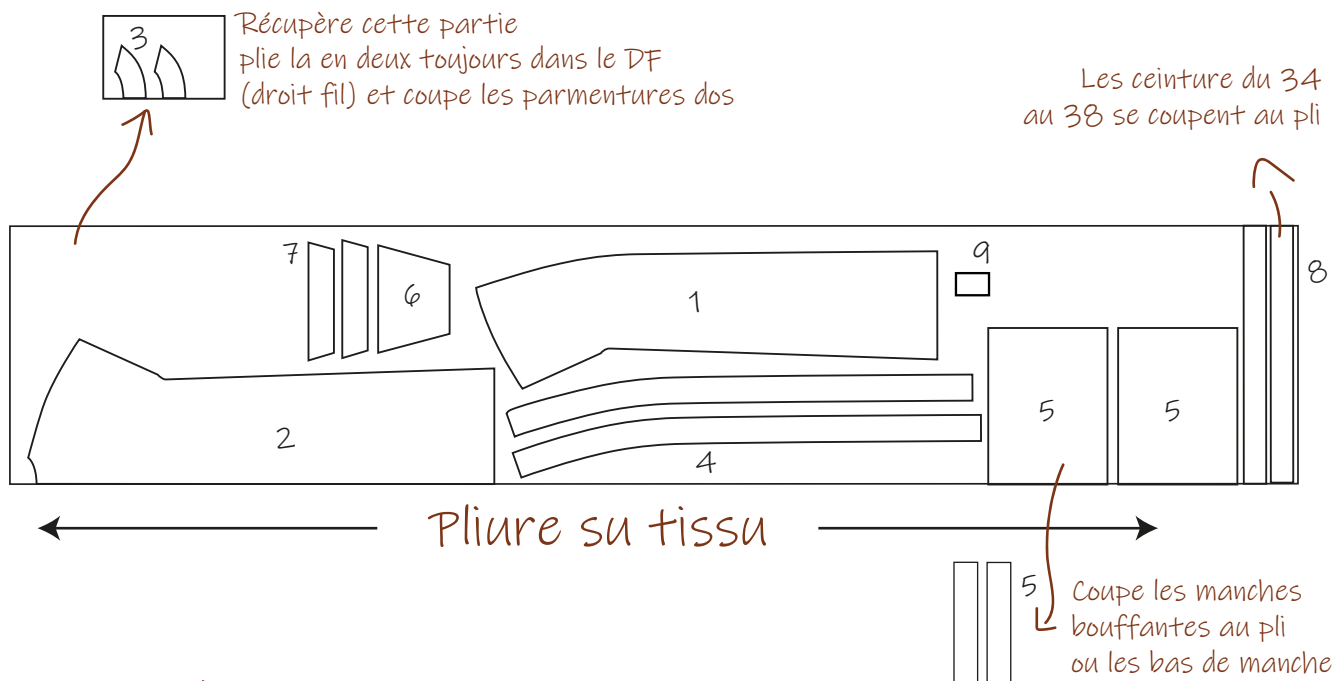 3
Récupère cette partie
plie la en deux toujours dans le DF
(droit fil) et coupe les parmentures dos
Les ceinture du 34
au 38 se coupent au pli
7
6
1
9
8
2
4
5
5
Pliure su tissu
5
Coupe les manches
bouffantes au pli
ou les bas de manche